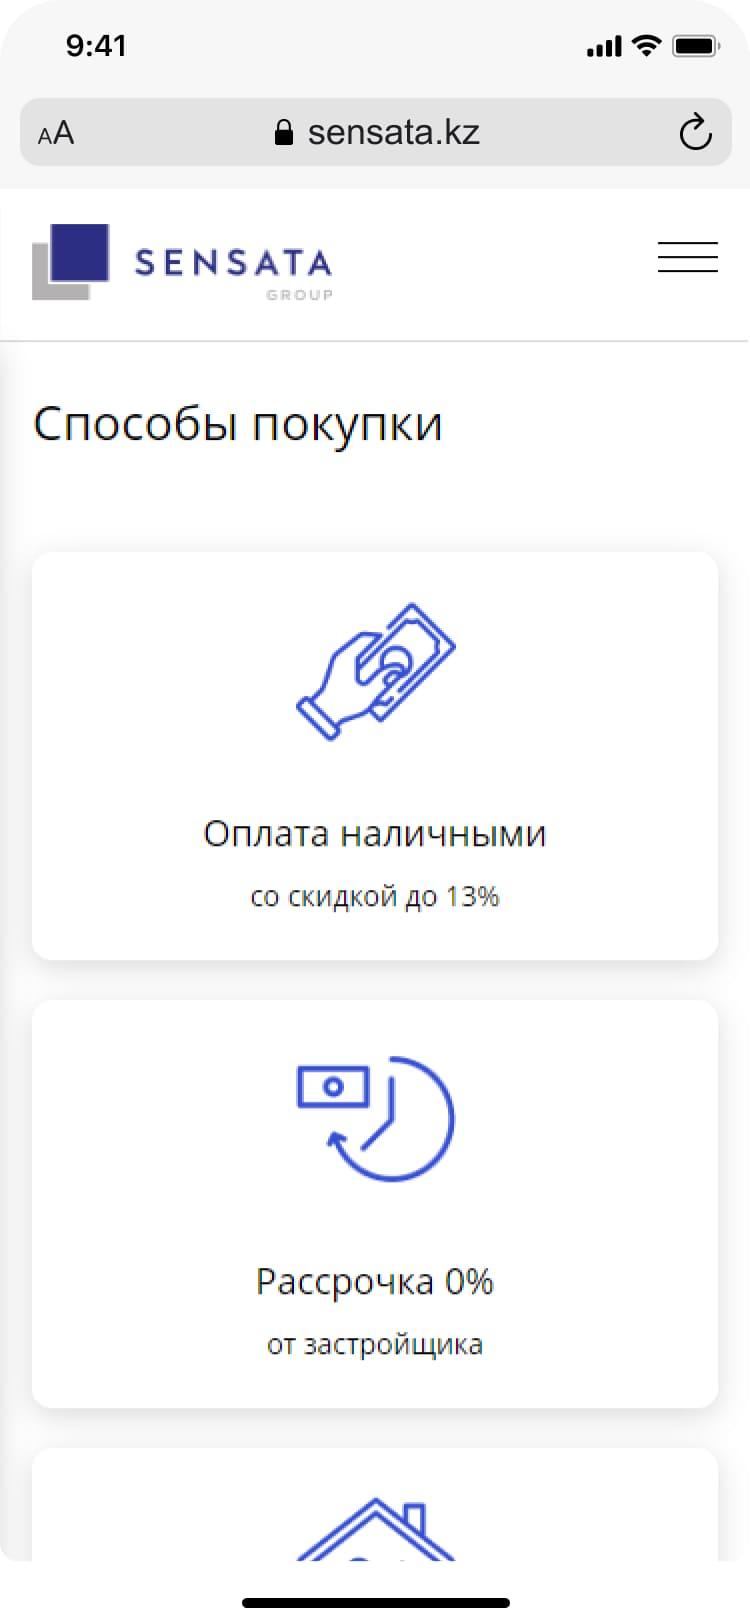 9:41
AA
sensata.kz
SENSATA
GROUP
Способы покупки
Оплата наличными
со скидкой до 13%
Рассрочка 0%
от застройщика